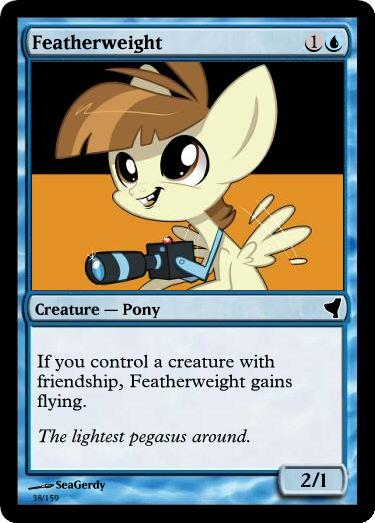 Featherweight 1
Creature — Pony
If you control a creature with
friendship, Featherweight gains
flying.
The lightest pegasus around.
SeaGerdy
2/1
38/159